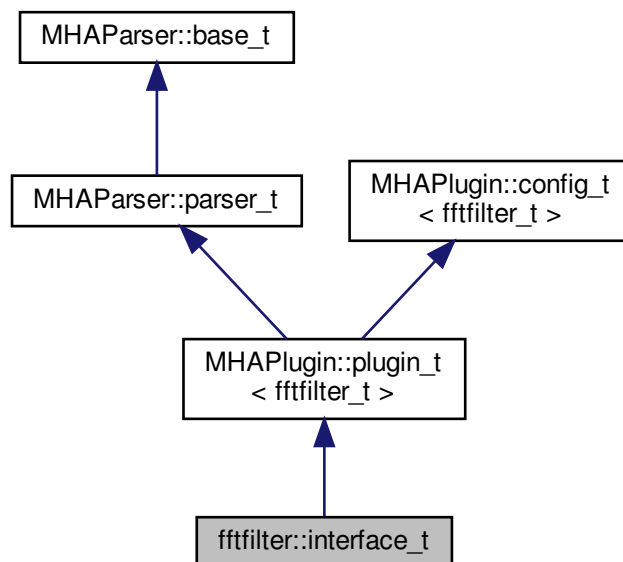 MHAParser::base_t
MHAParser::parser_t
MHAPlugin::config_t
< fftfilter_t >
MHAPlugin::plugin_t
< fftfilter_t >
fftfilter::interface_t